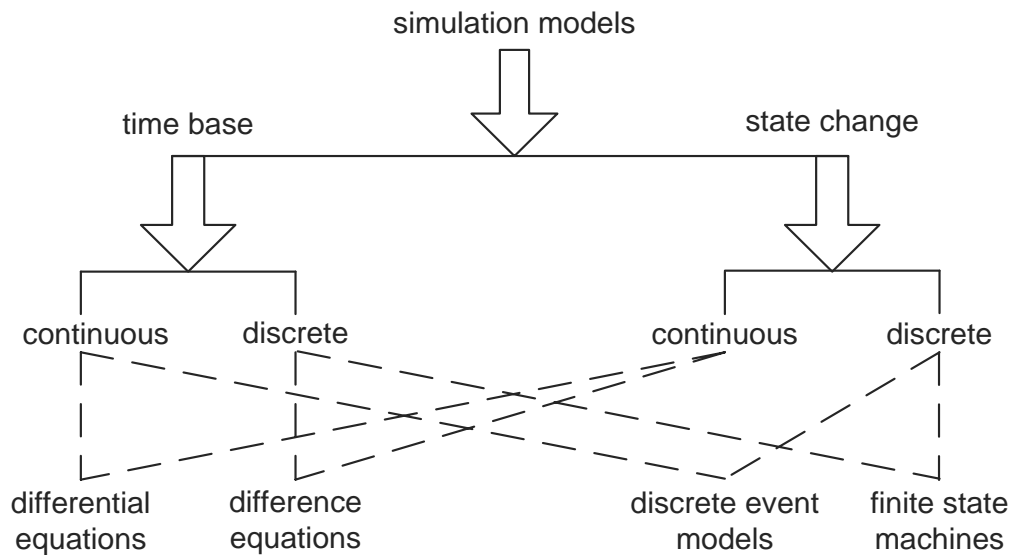 simulation models
time base
state change
continuous
discrete
continuous
discrete
differential
equations
difference
equations
discrete event
models
finite state
machines